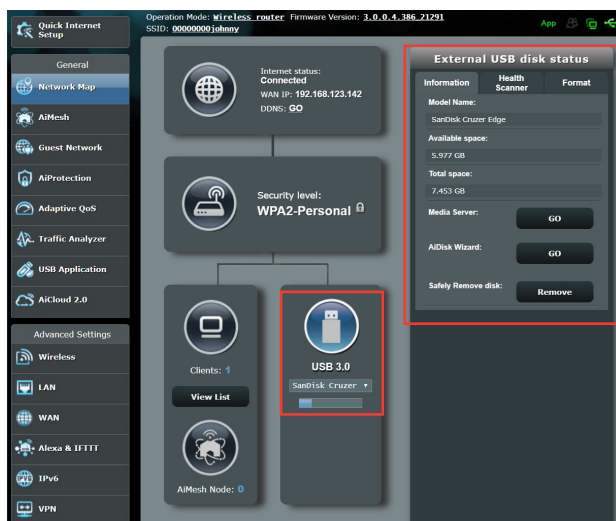 Quick Internet
Setup
Operation Mode: Wireless router Firmware Version: 3.0.0.4.386_21291
SSID: 00000000johnny
App
General
Network Map
AiMesh
Guest Network
AiProtection
Adaptive QoS
Traffic Analyzer
USB Application
AiCloud 2.0
Advanced Settings
Wireless
LAN
WAN
Alexa & IFTTT
IPv6
VPN
Internet status:
Connected
WAN IP: 192.168.123.142
DDNS: GO
Security level:
WPA2-Personal
Clients: 1
View List
AiMesh Node: 0
USB 3.0
SanDisk Cruzer
External USB disk status
Information
Health
Scanner
Format
Model Name:
SanDisk Cruzer Edge
Available space:
5.977 GB
Total space:
7.453 GB
Media Server:
GO
AiDisk Wizard:
GO
Safely Remove
disk:
Remove